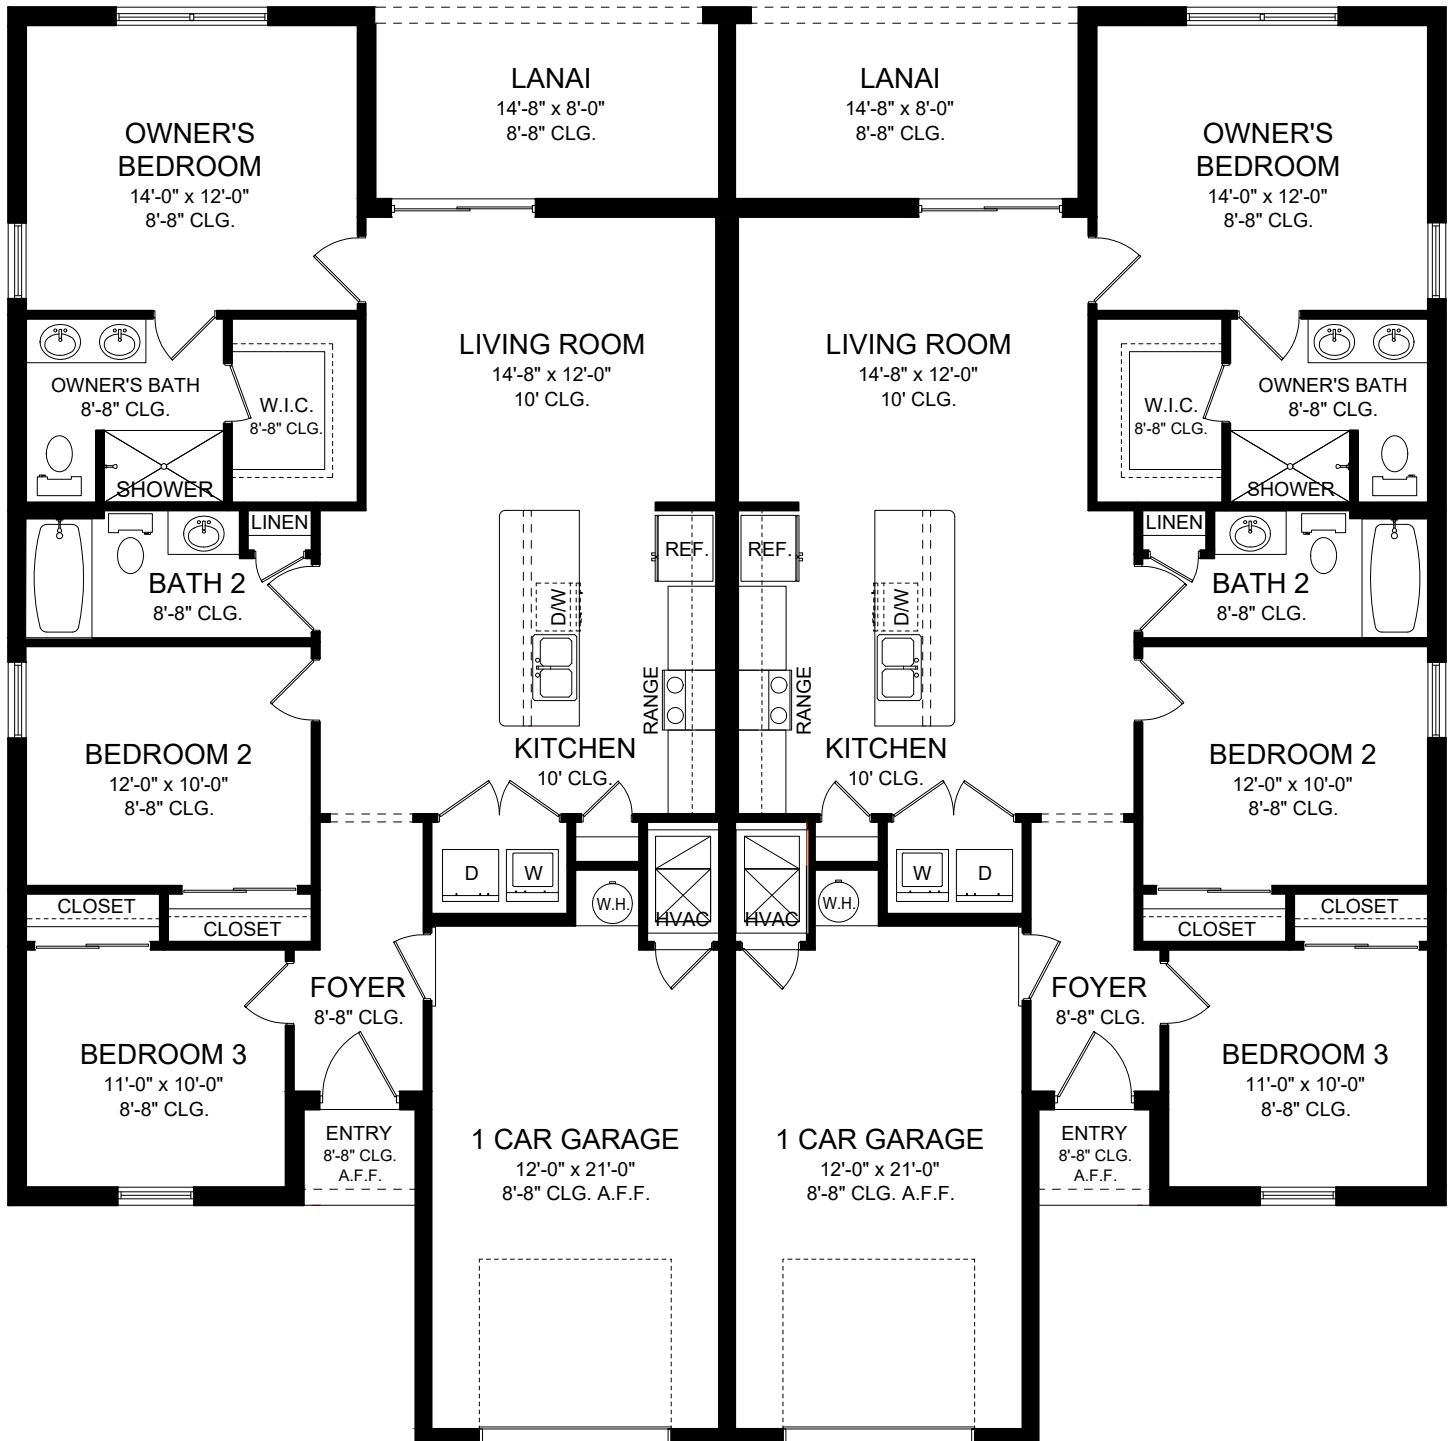 LANAI
14'-8" x 8'-0"
8'-8" CLG.
LANAI
14'-8" x 8'-0"
8'-8" CLG.
OWNER'S
BEDROOM
14'-0" x 12'-0"
8'-8" CLG.
OWNER'S
BEDROOM
14'-0" x 12'-0"
8'-8" CLG.
LIVING ROOM
14'-8" x 12'-0"
10' CLG.
LIVING ROOM
14'-8" x 12'-0"
10' CLG.
OWNER'S BATH
8'-8" CLG.
W.I.C.
8'-8" CLG.
W.I.C.
8'-8" CLG.
OWNER'S BATH
8'-8" CLG.
SHOWER
SHOWER
LINEN
LINEN
REF.
REF.
BATH 2
8'-8" CLG.
D/W
D/W
BATH 2
8'-8" CLG.
RANGE
RANGE
BEDROOM 2
12'-0" x 10'-0"
8'-8" CLG.
KITCHEN
10' CLG.
KITCHEN
10' CLG.
BEDROOM 2
12'-0" x 10'-0"
8'-8" CLG.
D
W
W
D
CLOSET
CLOSET
W.H.
HVAC
HVAC
W.H.
CLOSET
CLOSET
FOYER
8'-8" CLG.
FOYER
8'-8" CLG.
BEDROOM 3
11'-0" x 10'-0"
8'-8" CLG.
BEDROOM 3
11'-0" x 10'-0"
8'-8" CLG.
ENTRY
8'-8" CLG.
A.F.F.
1 CAR GARAGE
12'-0" x 21'-0"
8'-8" CLG. A.F.F.
1 CAR GARAGE
12'-0" x 21'-0"
8'-8" CLG. A.F.F.
ENTRY
8'-8" CLG.
A.F.F.